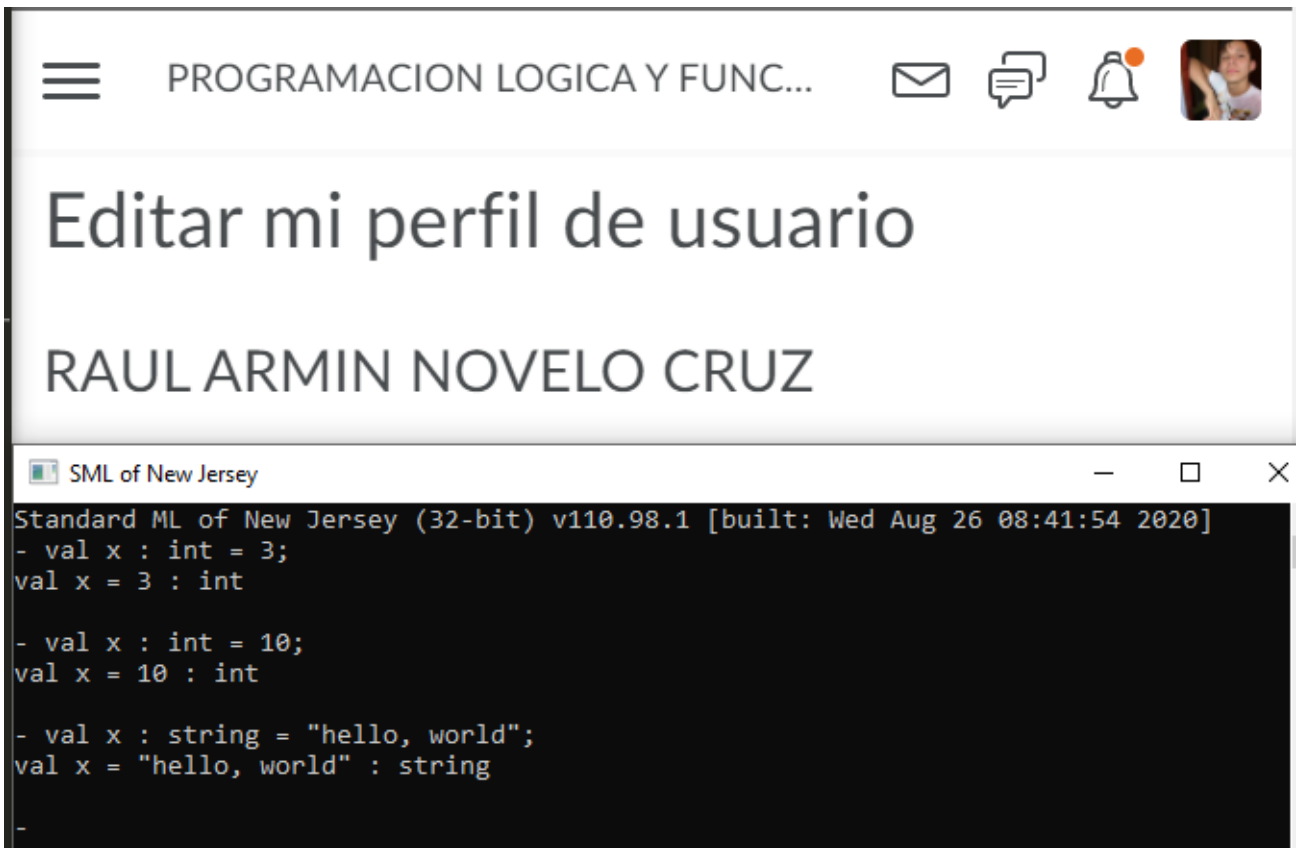 PROGRAMACION LOGICA Y FUNC...
Editar mi perfil de usuario
RAUL ARMIN NOVELO CRUZ
SML of New Jersey
Standard ML of New Jersey (32-bit) v110.98.1 [built: Wed Aug 26 08:41:54 2020]
- val x : int = 3;
val x = 3 : int
- val x : int = 10;
val x = 10 : int
- val x : string = "hello, world";
val x = "hello, world" : string
-